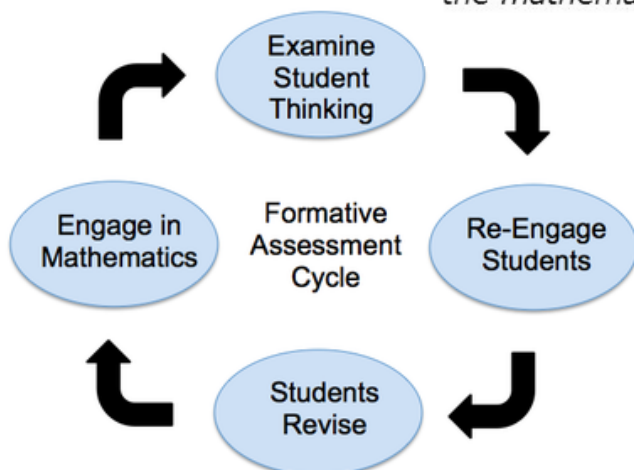 the mathema
Examine
Student
Thinking
Engage in
Mathematics
Formative
Assessment
Cycle
Re-Engage
Students
Students
Revise